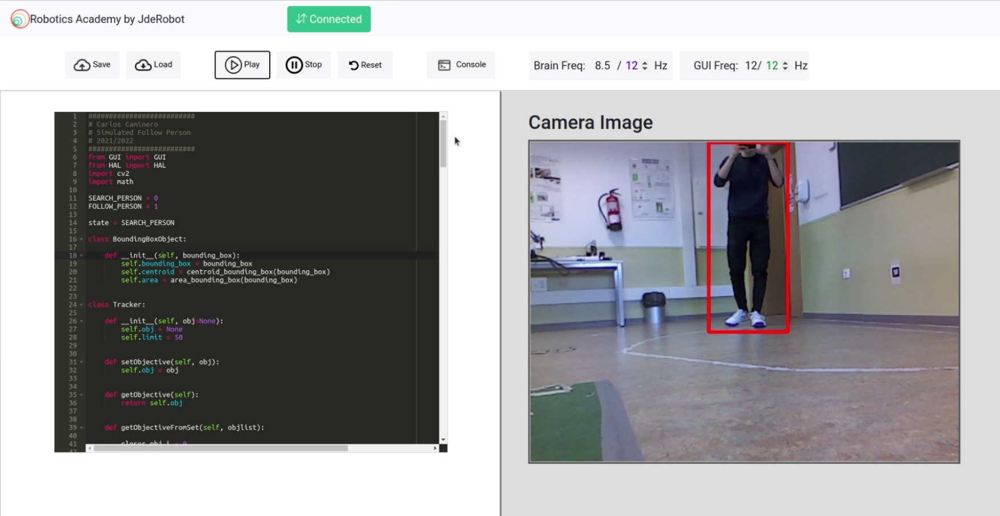 Robotics Academy by JdeRobot
Connected
Save Load Play Stop Reset Console Brain Freq: 8.5 / 12 Hz GUI Freq: 12/ 12 Hz
1 ##########################
2 # Carlos Caminero
3 # Simulated Follow Person
4 # 2021/2022
5 ##########################
6 from GUI import GUI
7 from HAL import HAL
8 import cv2
9 import math
10
11 SEARCH_PERSON = 0
12 FOLLOW_PERSON = 1
13
14 state = SEARCH_PERSON
15
16 class BoundingBoxObject:
17
18 def __init__(self, bounding_box):
19 self.bounding_box = bounding_box
20 self.centroid = centroid_bounding_box(bounding_box)
21 self.area = area_bounding_box(bounding_box)
22
23
24 class Tracker:
25
26 def __init__(self, obj=None):
27 self.obj = None
28 self.limit = 50
29
30
31 def setObjective(self, obj):
32 self.obj = obj
33
34
35 def getObjective(self):
36 return self.obj
37
38
39 def getObjectiveFromSet(self, objlist):
40
41
Camera Image